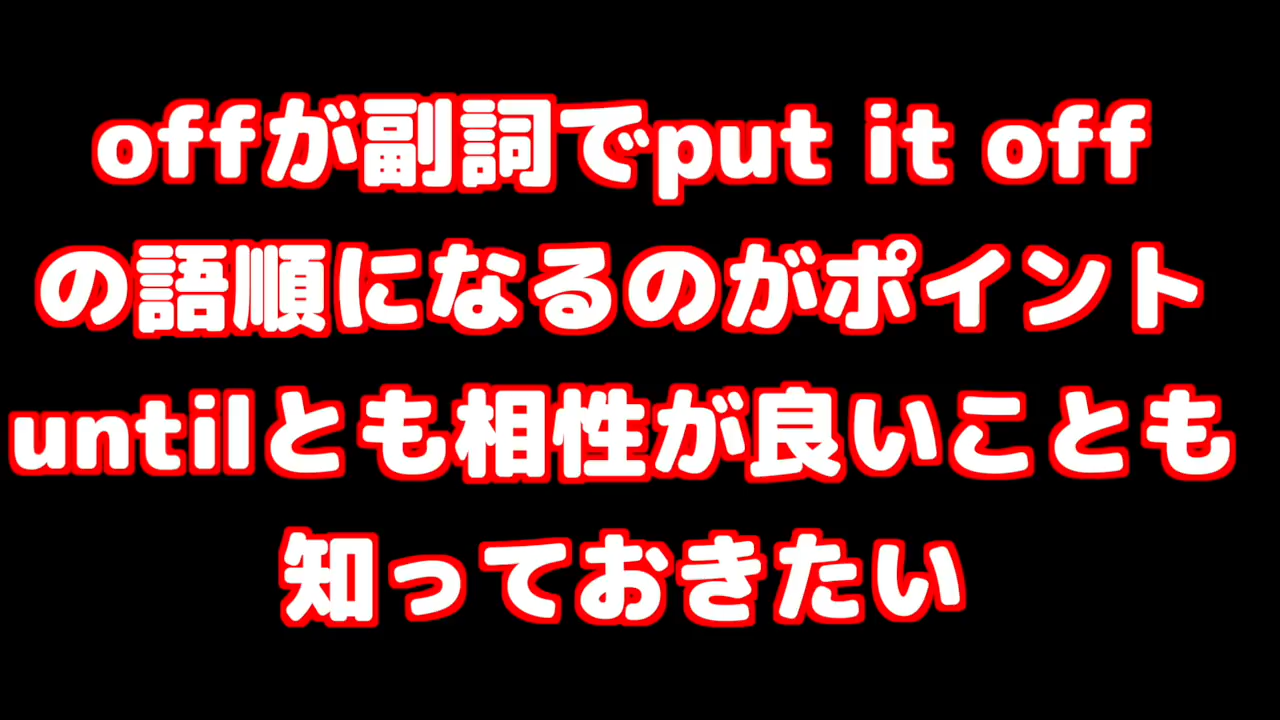 offが副詞でput it off
の語順になるのがポイント
untilとも相性が良いことも
知っておきたい